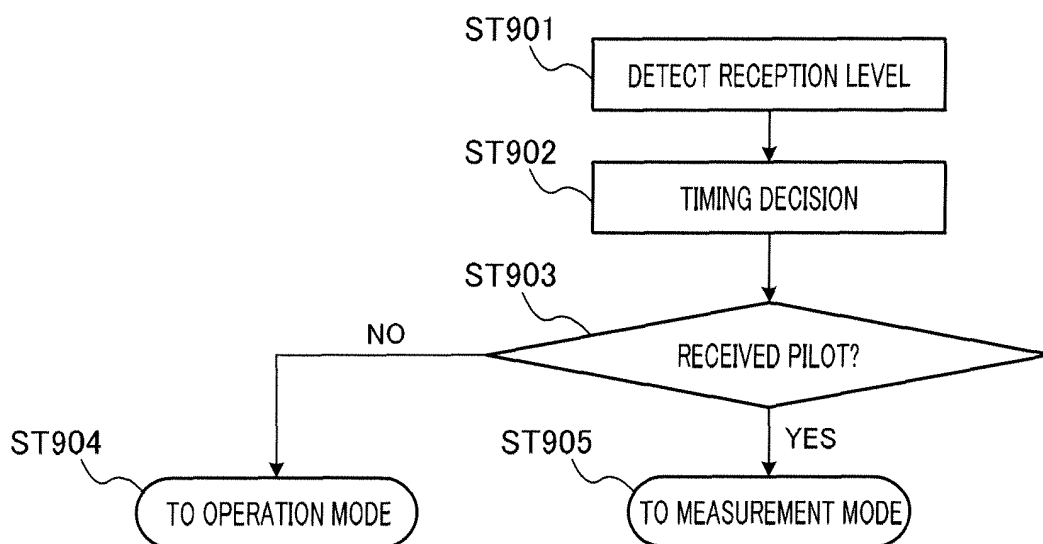 ST901
DETECT RECEPTION LEVEL
ST902
TIMING DECISION
ST903
RECEIVED PILOT?
NO
YES
ST904
TO OPERATION MODE
ST905
TO MEASUREMENT MODE